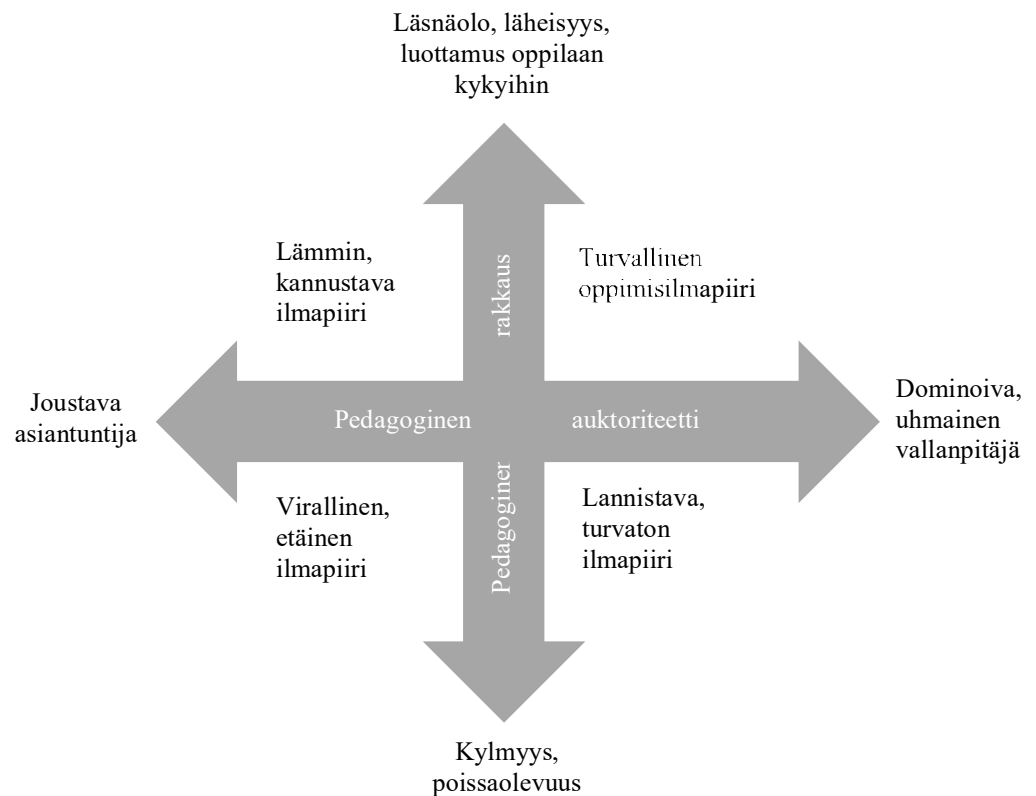 Läsnäolo, läheisyys,
luottamus oppilaan
kykyihin
Lämmin,
kannustava
ilmapiiri
rakkaus
Turvallinen
oppimisilmapiiri
Joustava
asiantuntija
Pedagoginen
auktoriteetti
Dominoiva,
uhmainen
vallanpitäjä
Virallinen,
etäinen
ilmapiiri
Pedagoginer
Lannistava,
turvaton
ilmapiiri
Kylmyys,
poissaolevuus